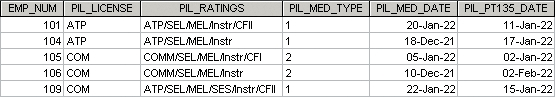 EMP_NUM PIL_LICENSE PIL_RATINGS PIL_MED_TYPE PIL_MED_DATE PIL_PT135_DATE
101 ATP ATP/SEL/MEL/Instr/CFII 1 20-Jan-22 11-Jan-22
104 ATP ATP/SEL/MEL/Instr 1 18-Dec-21 17-Jan-22
105 COM COMM/SEL/MEL/Instr/CFI 2 05-Jan-22 02-Jan-22
106 COM COMM/SEL/MEL/Instr 2 10-Dec-21 02-Feb-22
109 COM ATP/SEL/MEL/SES/Instr/CFII 1 22-Jan-22 15-Jan-22